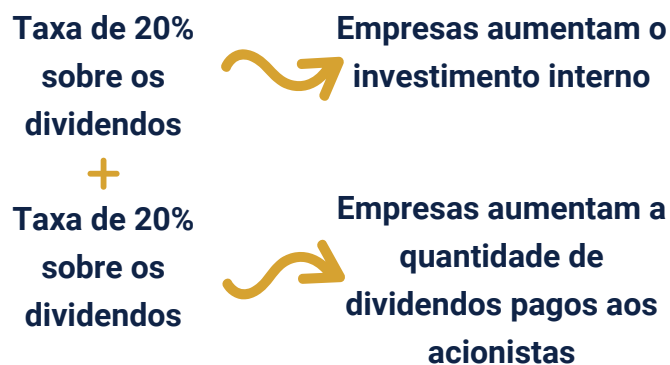 Taxa de 20%
sobre os
dividendos
Empresas aumentam o
investimento interno
+
Taxa de 20%
sobre os
dividendos
Empresas aumentam a
quantidade de
dividendos pagos aos
acionistas